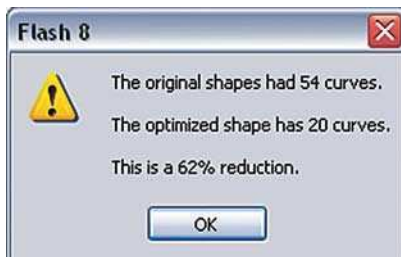 Flash 8
The original shapes had 54 curves.
The optimized shape has 20 curves.
This is a 62% reduction.
OK